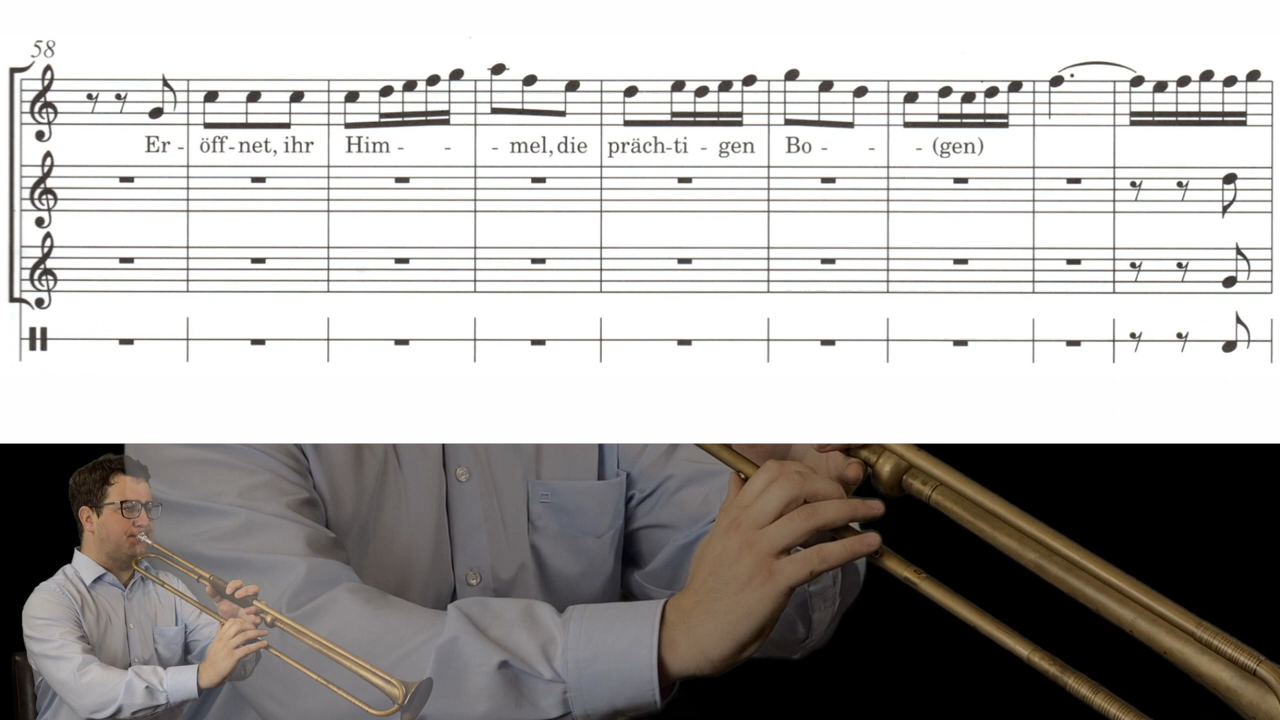 58
Er - öff-net, ihr Him - - - mel, die präch-ti - gen Bo - - - (gen)